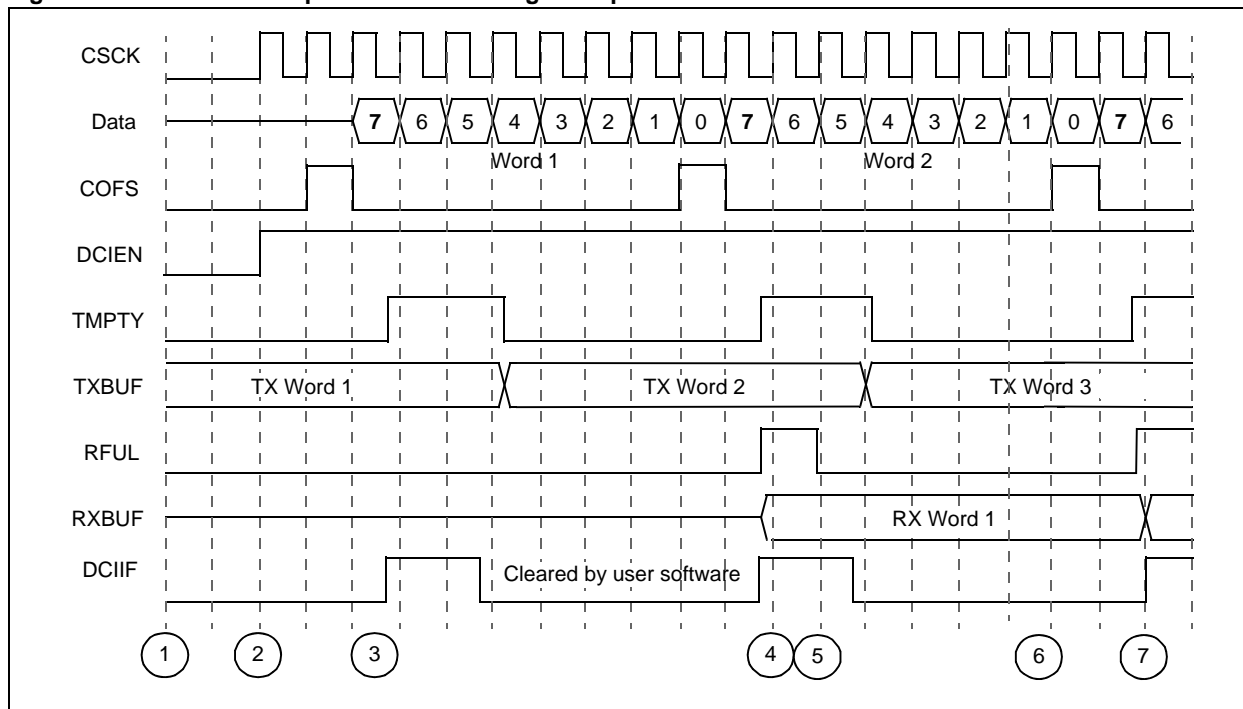 CSCK
Data
7 6 5 4 3 2 1 0 7 6 5 4 3 2 1 0 7 6
Word 1
Word 2
COFS
DCIEN
TMPTY
TXBUF
TX Word 1
TX Word 2
TX Word 3
RFUL
RXBUF
RX Word 1
DCIIF
Cleared by user software
1 2 3 4 5 6 7